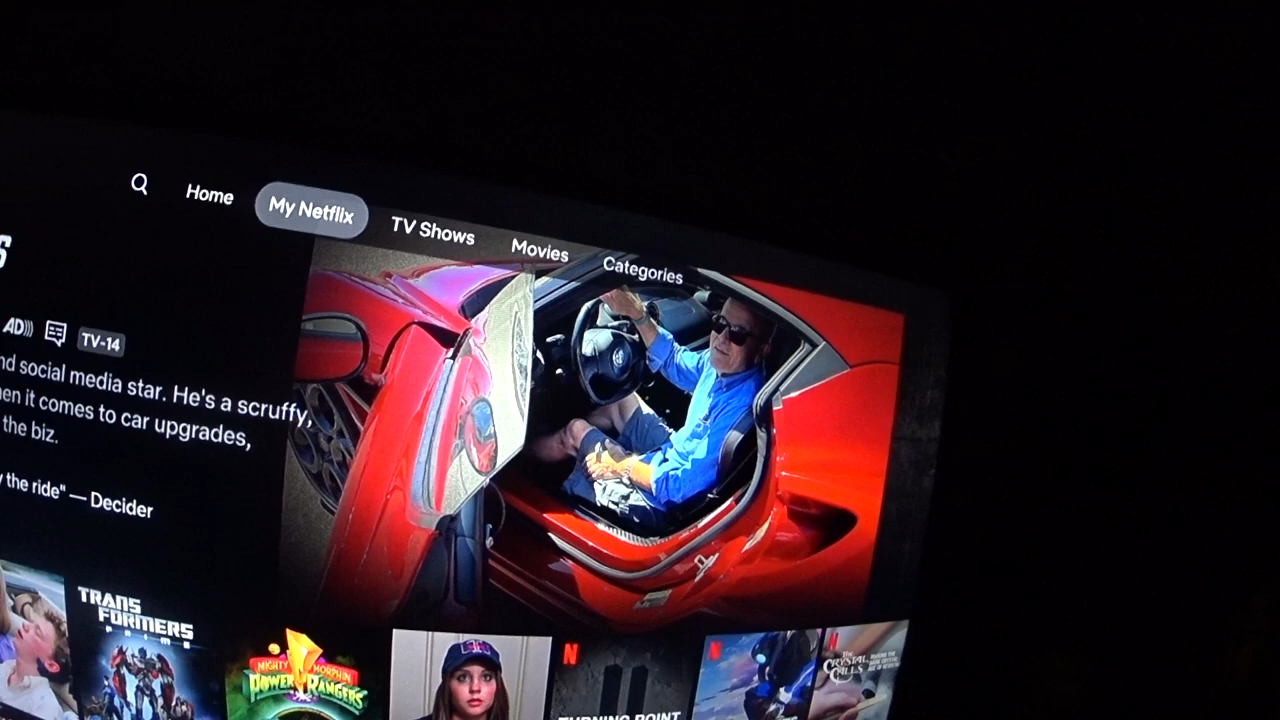 Home
My Netflix
TV Shows
Movies
Categories
S
AD
TV-14
nd social media star. He's a scruffy,
en it comes to car upgrades,
the biz.
the ride" — Decider
TRANS
FORMERS
PRIME
MIGHTY MORPHIN
POWER RANGERS
N
TURNING POINT
N
N
THE
CRYSTAL
CALLS